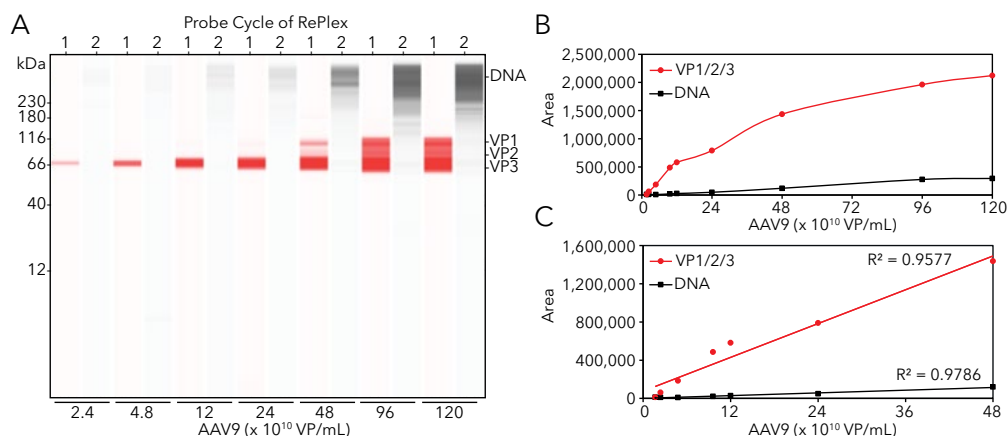 A
Probe Cycle of RePlex
1 2 1 2 1 2 1 2 1 2 1 2 1 2
kDa
230
180
116
66
40
12
DNA
VP1
VP2
VP3
2.4 4.8 12 24 48 96 120
AAV9 (x 10¹⁰ VP/mL)
B
2,500,000
2,000,000
1,500,000
1,000,000
500,000
0
Area
VP1/2/3
DNA
0 24 48 72 96 120
AAV9 (x 10¹⁰ VP/mL)
C
1,600,000
1,200,000
800,000
400,000
0
Area
VP1/2/3
DNA
R² = 0.9577
R² = 0.9786
0 12 24 36 48
AAV9 (x 10¹⁰ VP/mL)